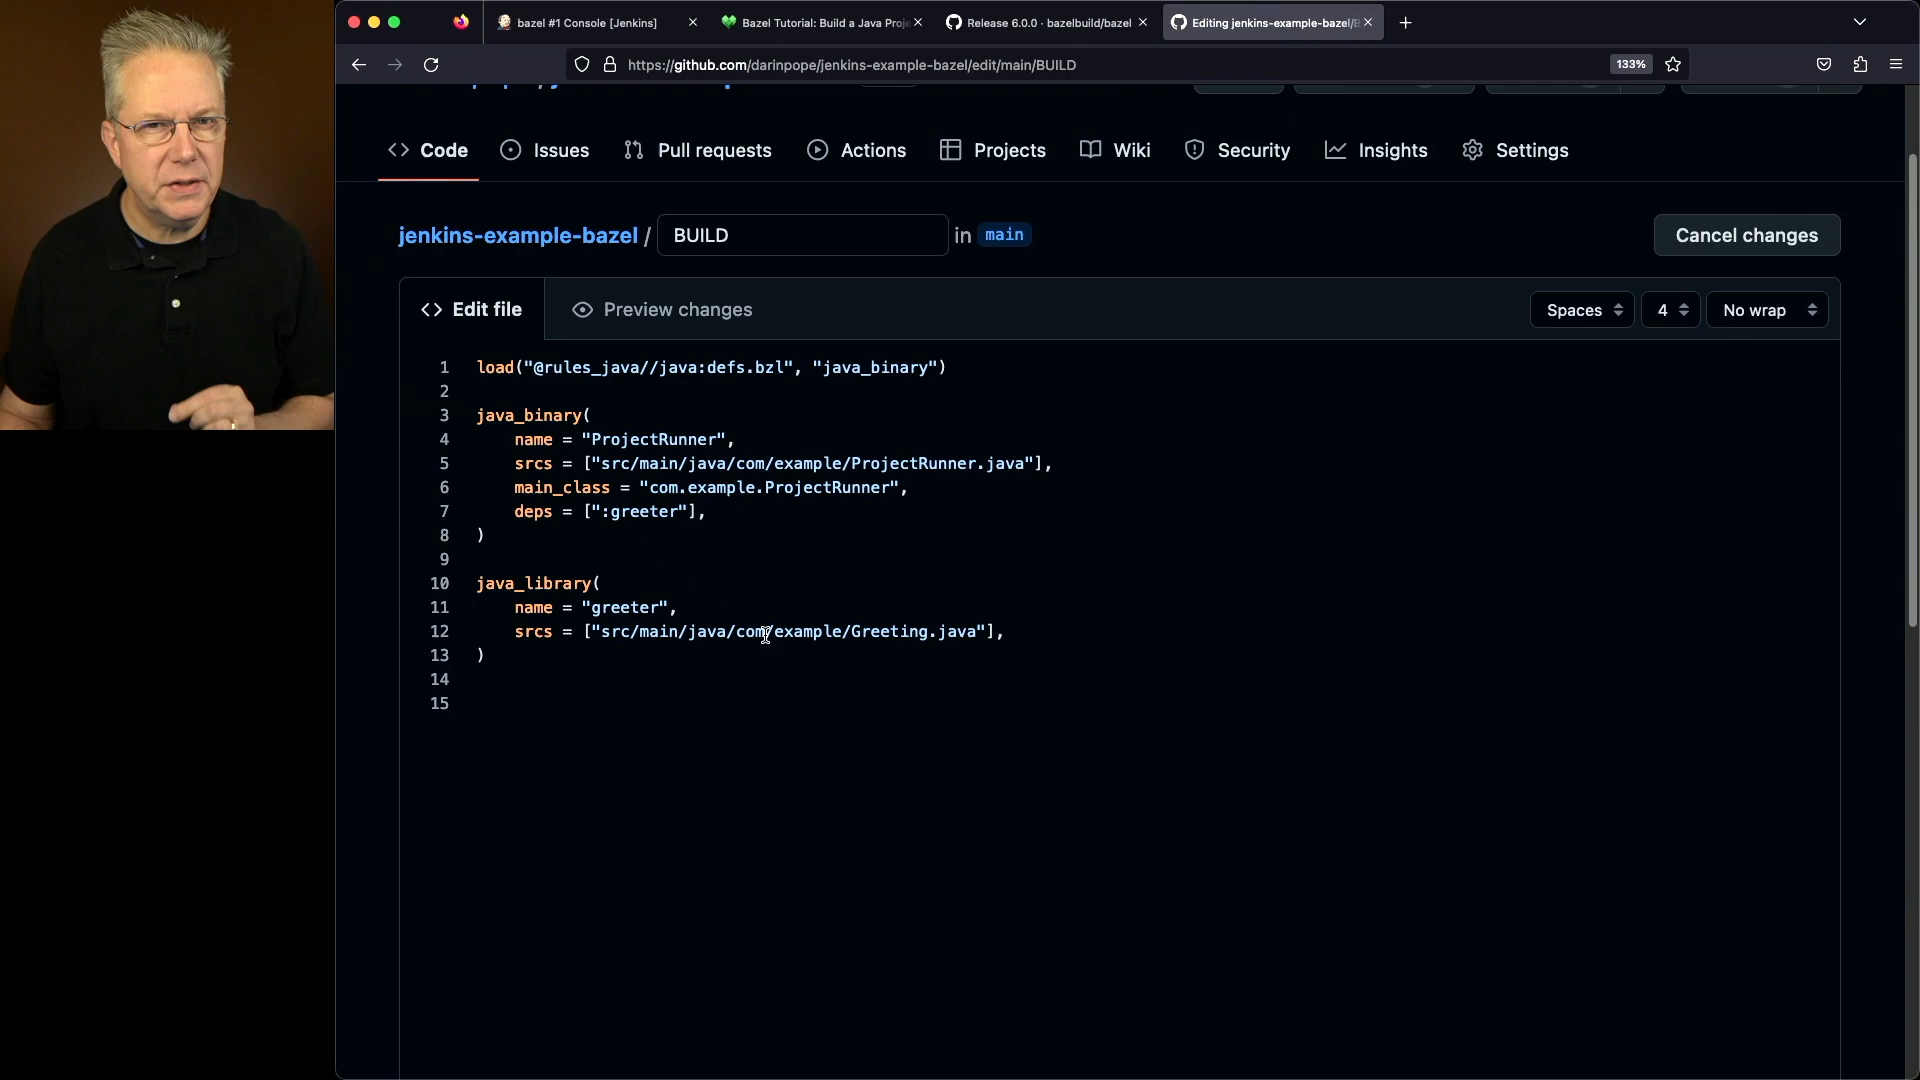 bazel #1 Console [Jenkins]
Bazel Tutorial: Build a Java Proje
Release 6.0.0 · bazelbuild/bazel
Editing jenkins-example-bazel/B
https://github.com/darinpope/jenkins-example-bazel/edit/main/BUILD
133%
Code
Issues
Pull requests
Actions
Projects
Wiki
Security
Insights
Settings
jenkins-example-bazel / BUILD in main
Cancel changes
Edit file
Preview changes
Spaces
4
No wrap
1 load("@rules_java//java:defs.bzl", "java_binary")
2
3 java_binary(
4 name = "ProjectRunner",
5 srcs = ["src/main/java/com/example/ProjectRunner.java"],
6 main_class = "com.example.ProjectRunner",
7 deps = [":greeter"],
8 )
9
10 java_library(
11 name = "greeter",
12 srcs = ["src/main/java/com/example/Greeting.java"],
13 )
14
15